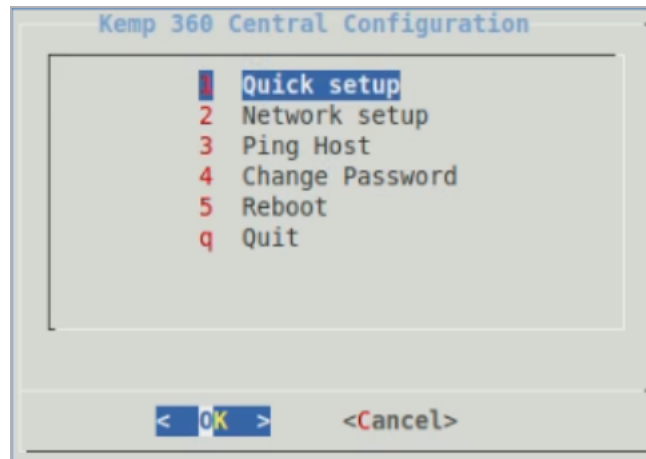 Kemp 360 Central Configuration
1 Quick setup
2 Network setup
3 Ping Host
4 Change Password
5 Reboot
q Quit
< OK > <Cancel>